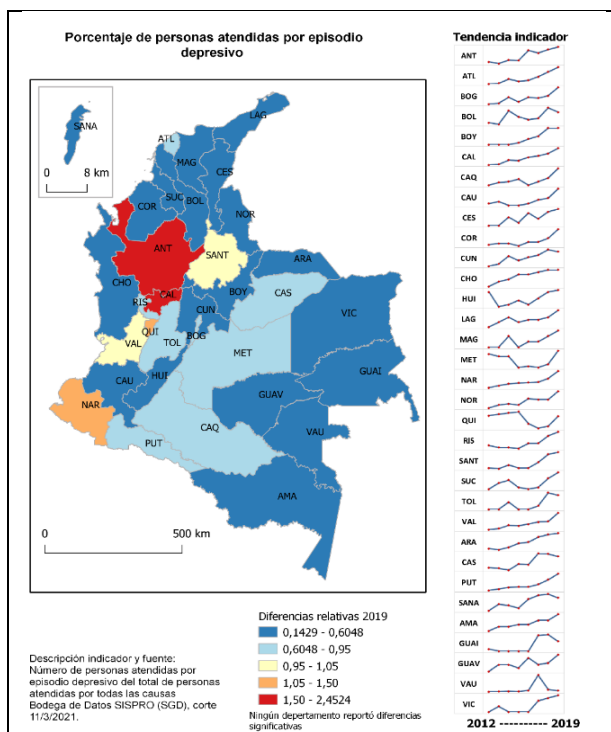 Porcentaje de personas atendidas por episodio
depresivo
Tendencia indicador
SANA
0 8 km
LAG
ATL
MAG
CES
COR
SUC
BOL
NOR
ANT
SANT
ARA
CHO
CAL
BOY
CAS
RIS
CUN
VIC
QUI
BOG
VAL
TOL
MET
HUI
GUAI
CAU
GUAV
NAR
CAQ
VAU
PUT
AMA
0 500 km
ANT
ATL
BOG
BOL
BOY
CAL
CAQ
CAU
CES
COR
CUN
CHO
HUI
LAG
MAG
MET
NAR
NOR
QUI
RIS
SANT
SUC
TOL
VAL
ARA
CAS
PUT
SANA
AMA
GUAI
GUAV
VAU
VIC
2012 ---------- 2019
Diferencias relativas 2019
0,1429 - 0,6048
0,6048 - 0,95
0,95 - 1,05
1,05 - 1,50
1,50 - 2,4524
Ningún departamento reportó diferencias
significativas
Descripción indicador y fuente:
Número de personas atendidas por
episodio depresivo del total de personas
atendidas por todas las causas
Bodega de Datos SISPRO (SGD), corte
11/3/2021.